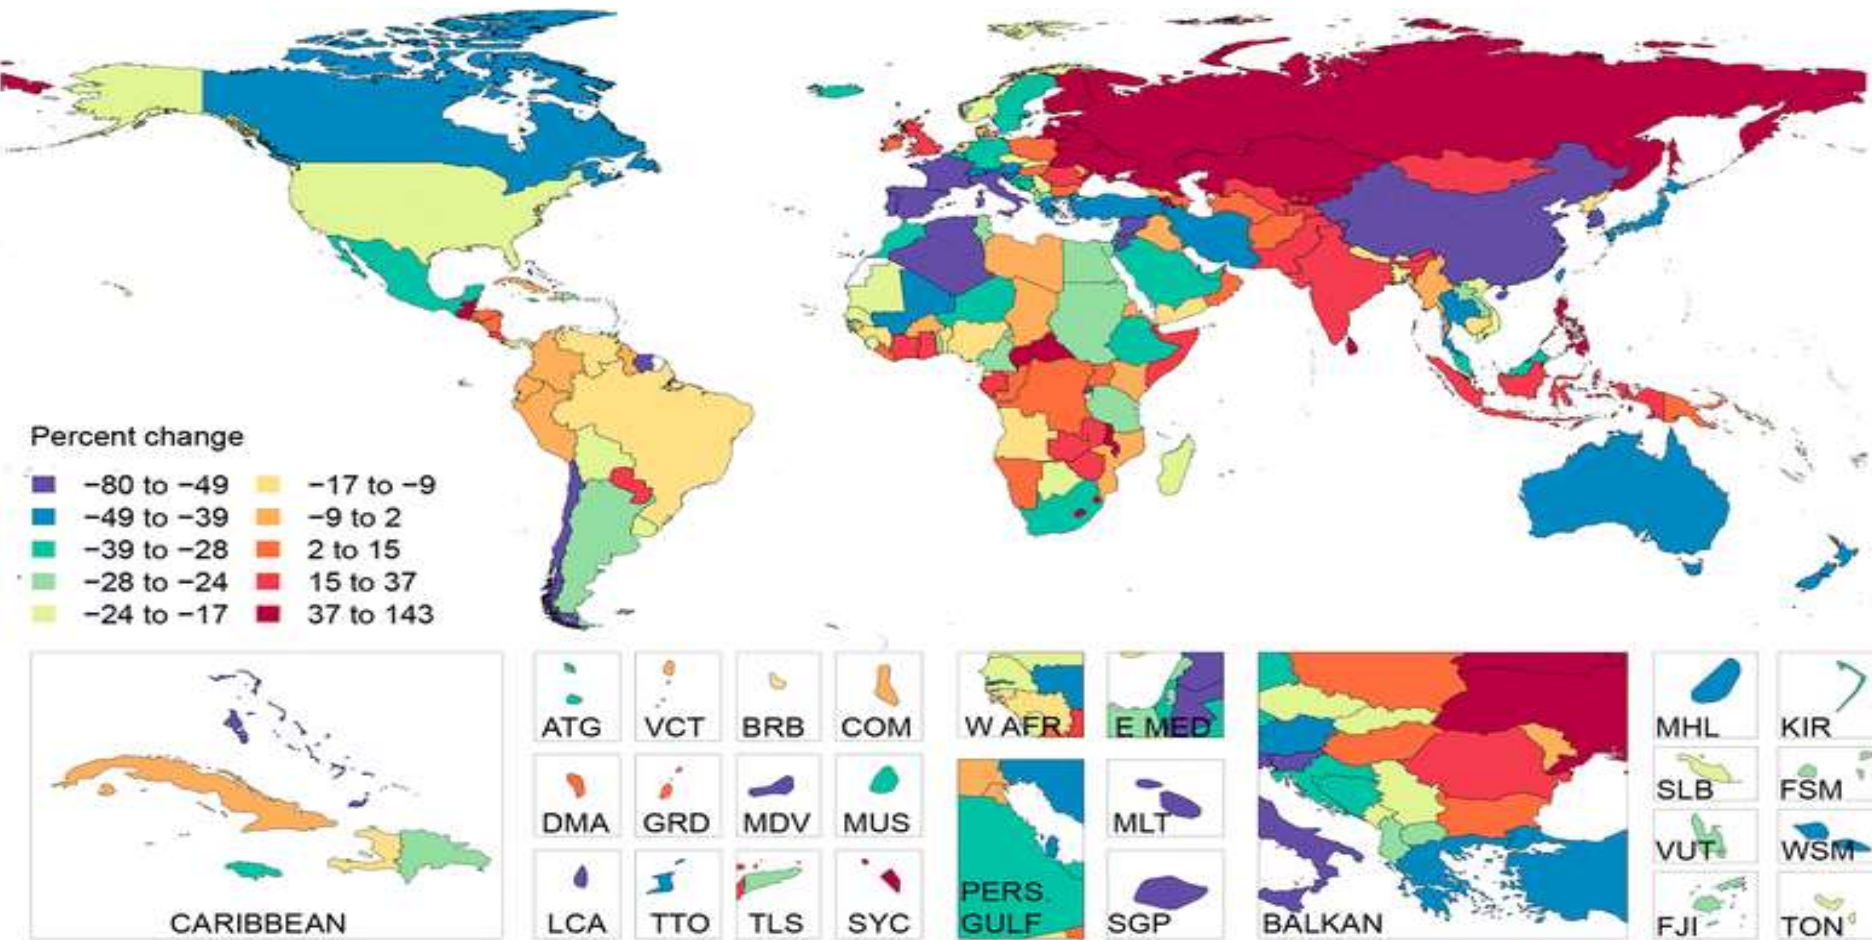 Percent change
−80 to −49
−49 to −39
−39 to −28
−28 to −24
−24 to −17
−17 to −9
−9 to 2
2 to 15
15 to 37
37 to 143
CARIBBEAN
ATG
VCT
BRB
COM
DMA
GRD
MDV
MUS
LCA
TTO
TLS
SYC
W AFR
E MED
PERS.
GULF
MLT
SGP
BALKAN
MHL
KIR
SLB
FSM
VUT
WSM
FJI
TON